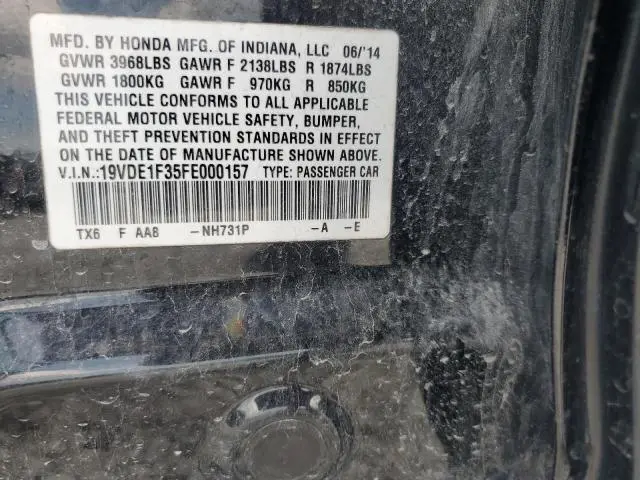 MFD. BY HONDA MFG. OF INDIANA, LLC 06/'14
GVWR 3968LBS GAWR F 2138LBS R 1874LBS
GVWR 1800KG GAWR F 970KG R 850KG
THIS VEHICLE CONFORMS TO ALL APPLICABLE
FEDERAL MOTOR VEHICLE SAFETY, BUMPER,
AND THEFT PREVENTION STANDARDS IN EFFECT
ON THE DATE OF MANUFACTURE SHOWN ABOVE.
V.I.N.:19VDE1F35FE000157 TYPE: PASSENGER CAR
TX6 F AA8 -NH731P -A -E